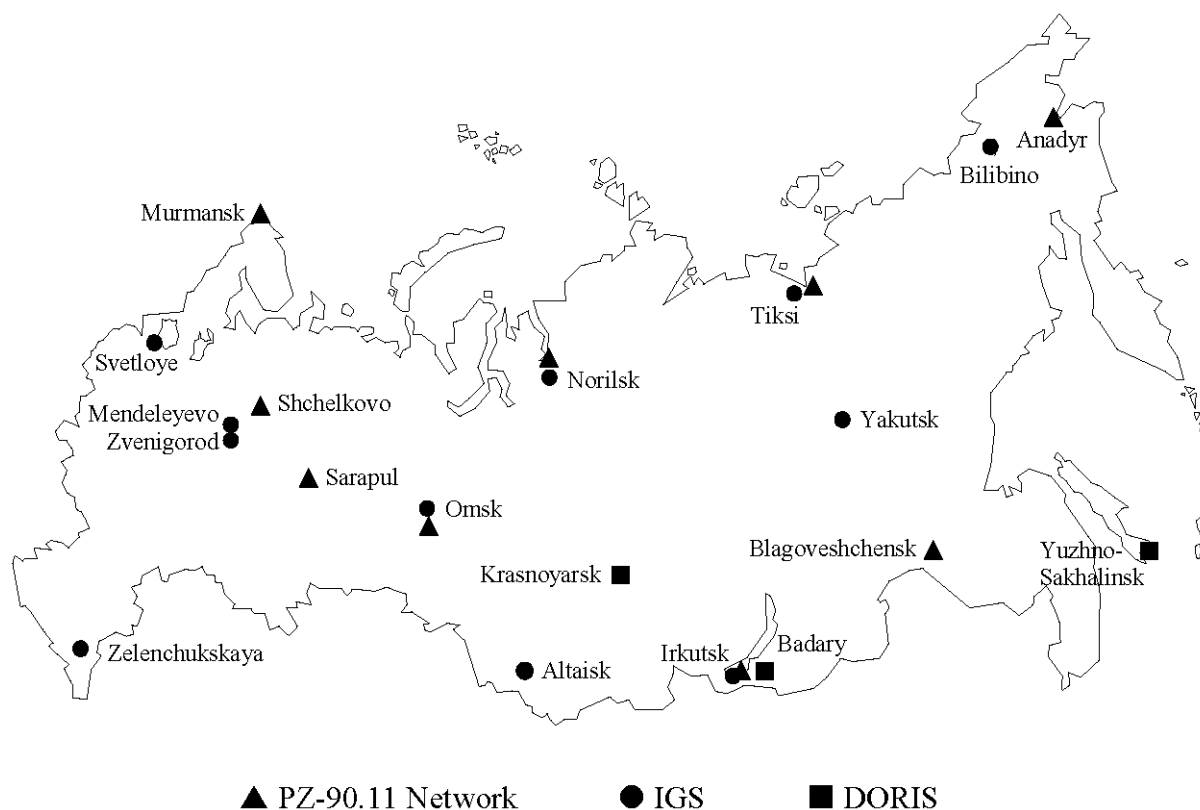 Anadyr
Bilibino
Murmansk
Tiksi
Svetloye
Norilsk
Shchelkovo
Mendeleyevo
Zvenigorod
Yakutsk
Sarapul
Omsk
Blagoveshchensk
Yuzhno-
Sakhalinsk
Krasnoyarsk
Badary
Irkutsk
Zelenchukskaya
Altaisk
PZ-90.11 Network
IGS
DORIS